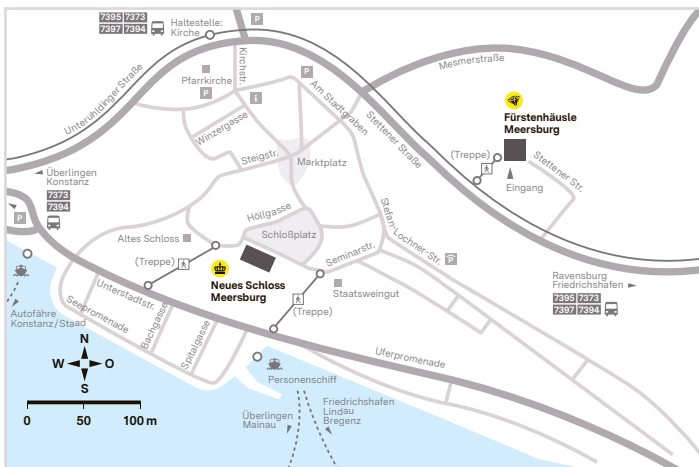 7395 7373
7397 7394
Haltestelle:
Kirche
P
Kirchstr.
Pfarrkirche
P
i
P
Am Stadtgraben
Mesmerstraße
Unteruhldinger Straße
Winzergasse
Steigstr.
Marktplatz
Stettener Straße
Fürstenhäusle
Meersburg
(Treppe)
Eingang
Stettener Str.
Überlingen
Konstanz
7373
7394
P
Höllgasse
Schloßplatz
Stefan-Lochner-Str.
P
Altes Schloss
(Treppe)
Seminarstr.
Neues Schloss
Meersburg
Staatsweingut
(Treppe)
Ravensburg
Friedrichshafen
7395 7373
7397 7394
Autofähre
Konstanz/Staad
Unterstadtstr.
Seepromenade
Bachgasse
Spitalgasse
Uferpromenade
N
W O
S
0 50 100 m
Personenschiff
Überlingen
Mainau
Friedrichshafen
Lindau
Bregenz